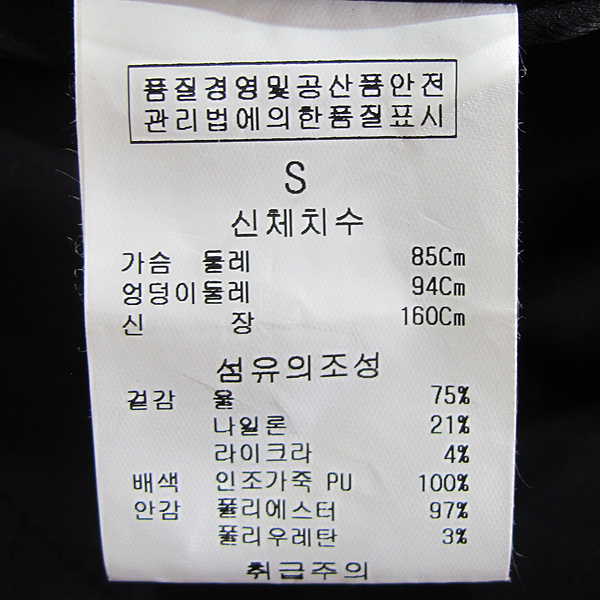 품질경영및공산품안전
관리법에의한품질표시
S
신체치수
가슴 둘레 85Cm
엉덩이둘레 94Cm
신 장 160Cm
섬유의조성
겉감 울 75%
나일론 21%
라이크라 4%
배색 인조가죽 PU 100%
안감 폴리에스터 97%
폴리우레탄 3%
취급주의